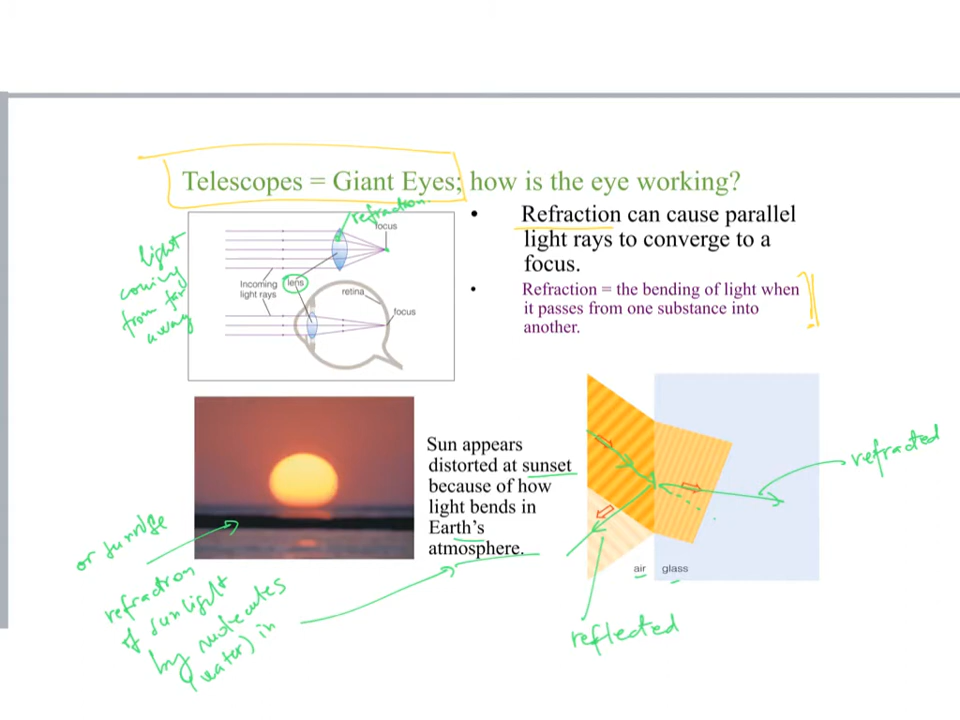 Telescopes = Giant Eyes; how is the eye working?
refraction
focus
Incoming
light rays
lens
retina
focus
light
coming
from far
away
• Refraction can cause parallel
light rays to converge to a
focus.
• Refraction = the bending of light when
it passes from one substance into
another.
Sun appears
distorted at sunset
because of how
light bends in
Earth's
atmosphere.
or sunrise
refraction
of sunlight
by molecules
(water) in
refracted
air glass
reflected